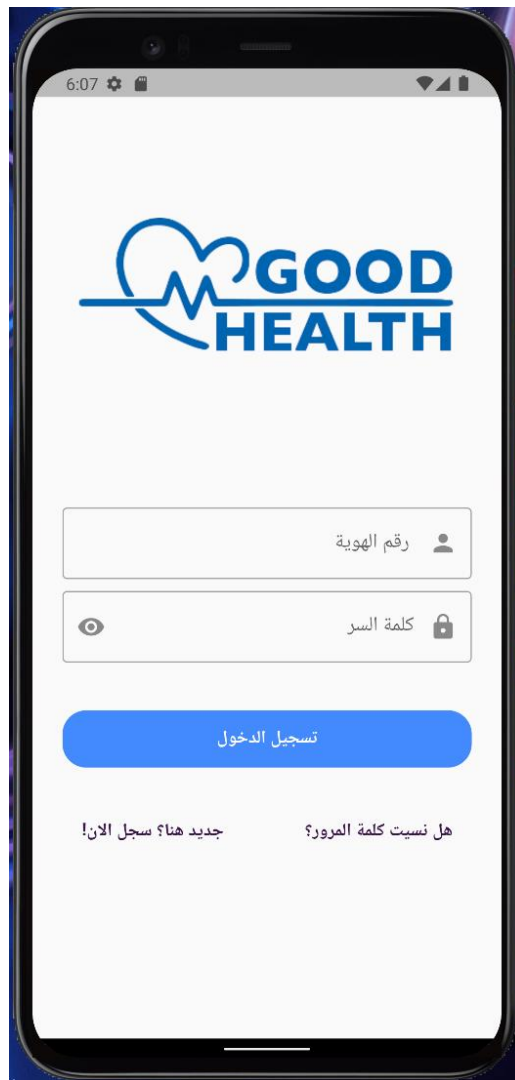 6:07
GOOD
HEALTH
رقم الهوية
كلمة السر
تسجيل الدخول
هل نسيت كلمة المرور؟
جديد هنا؟ سجل الان!